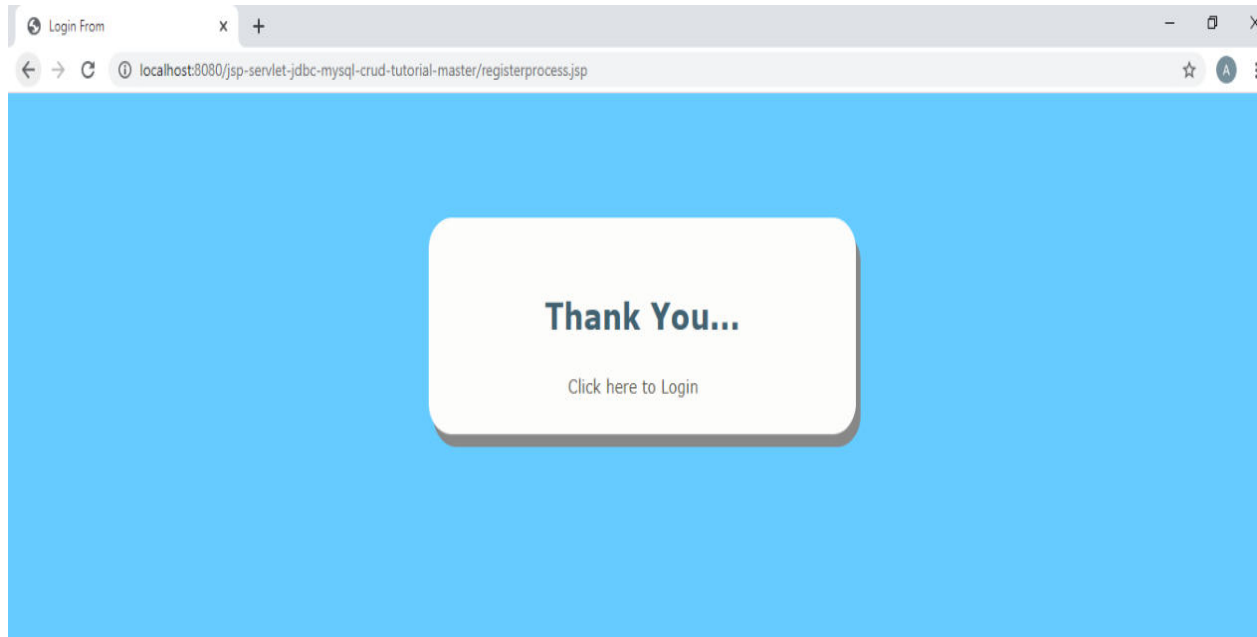 Login From
localhost:8080/jsp-servlet-jdbc-mysql-crud-tutorial-master/registerprocess.jsp
A
Thank You...
Click here to Login